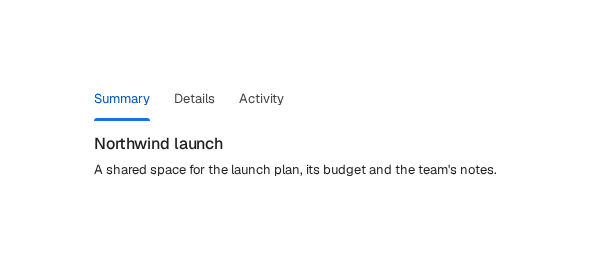 Summary Details Activity
Northwind launch
A shared space for the launch plan, its budget and the team's notes.